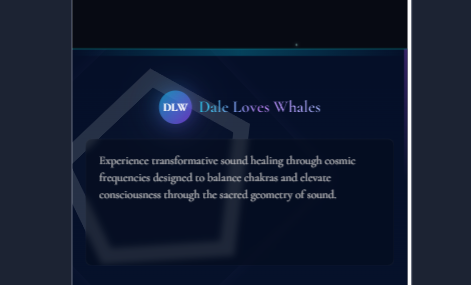 DLW Dale Loves Whales
Experience transformative sound healing through cosmic
frequencies designed to balance chakras and elevate
consciousness through the sacred geometry of sound.